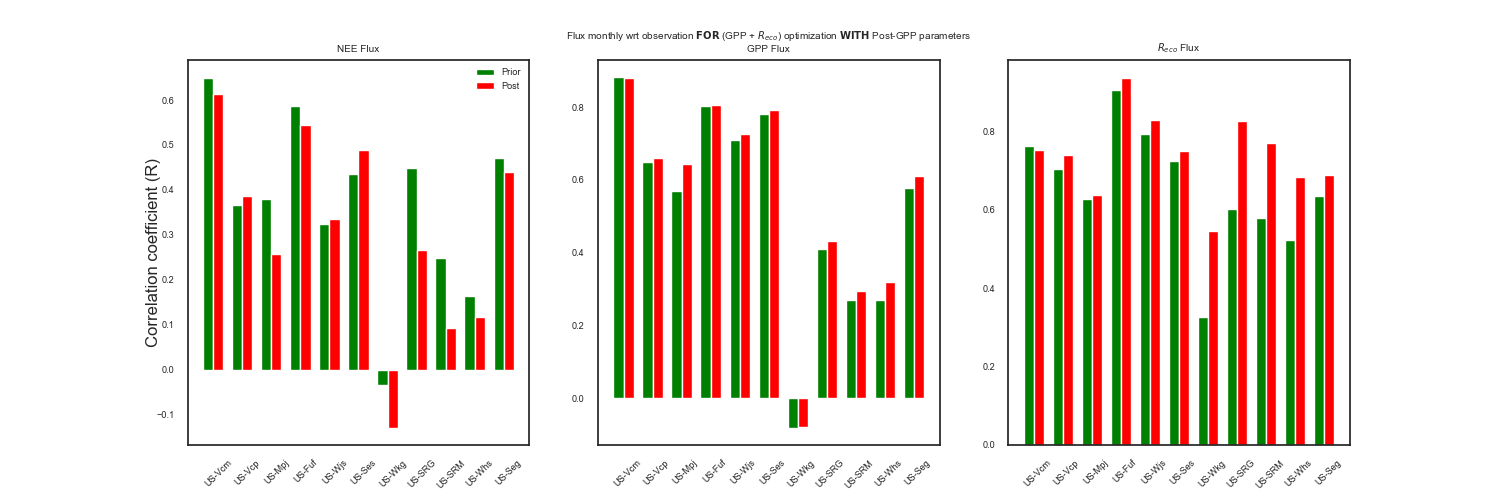 Flux monthly wrt observation FOR (GPP + R_eco) optimization WITH Post-GPP parameters
NEE Flux
GPP Flux
R_eco Flux
Prior
Post
Correlation coefficient (R)
0.6
0.5
0.4
0.3
0.2
0.1
0.0
−0.1
US-Vcm
US-Vcp
US-Mpj
US-Fuf
US-Wjs
US-Ses
US-Wkg
US-SRG
US-SRM
US-Whs
US-Seg
0.8
0.6
0.4
0.2
0.0
US-Vcm
US-Vcp
US-Mpj
US-Fuf
US-Wjs
US-Ses
US-Wkg
US-SRG
US-SRM
US-Whs
US-Seg
0.8
0.6
0.4
0.2
0.0
US-Vcm
US-Vcp
US-Mpj
US-Fuf
US-Wjs
US-Ses
US-Wkg
US-SRG
US-SRM
US-Whs
US-Seg